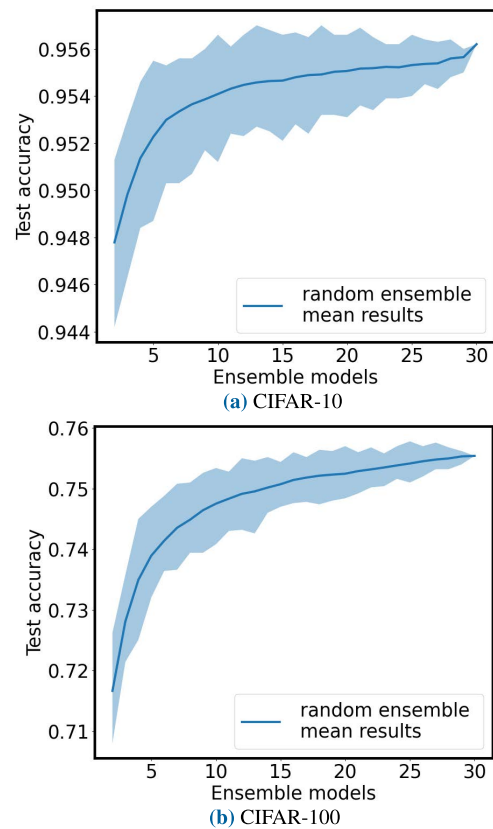 0.956
0.954
0.952
0.950
0.948
0.946
0.944
Test accuracy
random ensemble
mean results
5 10 15 20 25 30
Ensemble models
(a) CIFAR-10
0.76
0.75
0.74
0.73
0.72
0.71
Test accuracy
random ensemble
mean results
5 10 15 20 25 30
Ensemble models
(b) CIFAR-100